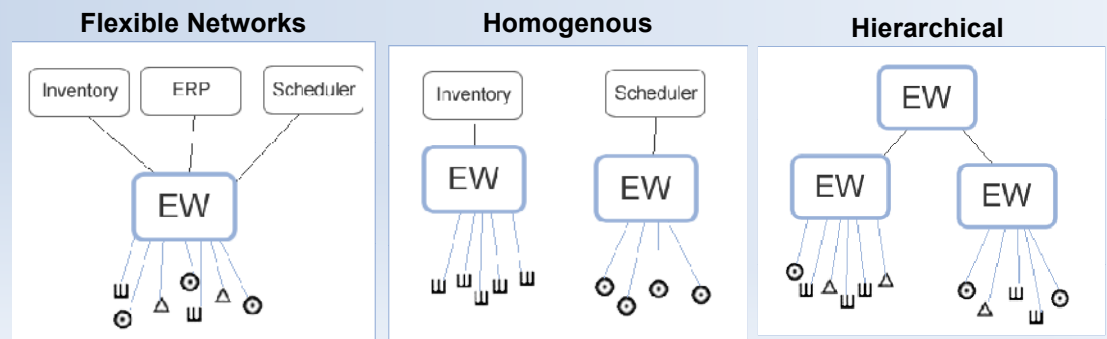 Flexible Networks
Homogenous
Hierarchical
Inventory
ERP
Scheduler
EW
Inventory
Scheduler
EW
EW
EW
EW
EW